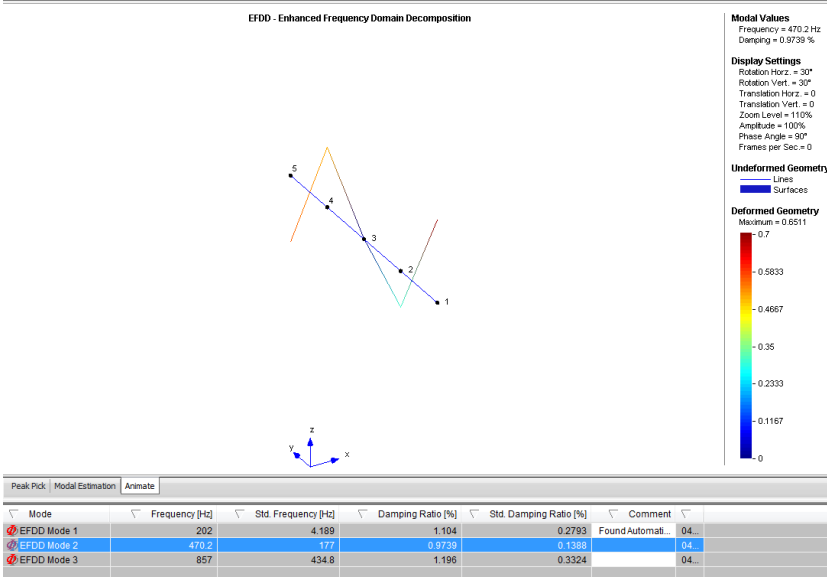 EFDD - Enhanced Frequency Domain Decomposition
Modal Values
Frequency = 470.2 Hz
Damping = 0.9739 %
Display Settings
Rotation Horz. = 30°
Rotation Vert. = 30°
Translation Horz. = 0
Translation Vert. = 0
Zoom Level = 110%
Amplitude = 100%
Phase Angle = 90°
Frames per Sec.= 0
Undeformed Geometry
Lines
Surfaces
Deformed Geometry
Maximum = 0.6511
0.7
0.5833
0.4667
0.35
0.2333
0.1167
0
5
4
3
2
1
z
y
x
Peak Pick Modal Estimation Animate
Mode Frequency [Hz] Std. Frequency [Hz] Damping Ratio [%] Std. Damping Ratio [%] Comment
EFDD Mode 1 202 4.189 1.104 0.2793 Found Automati... 04...
EFDD Mode 2 470.2 177 0.9739 0.1388 04...
EFDD Mode 3 857 434.8 1.196 0.3324 04...